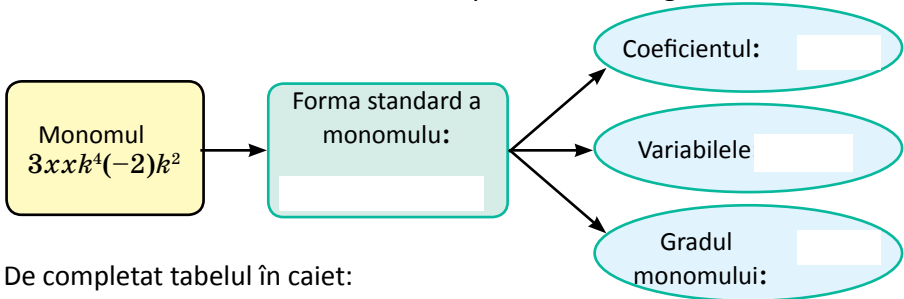 Coeficientul:
Forma standard a
monomulu:
Monomul
3xxk⁴(−2)k²
Variabilele
Gradul
monomului:
De completat tabelul în caiet: